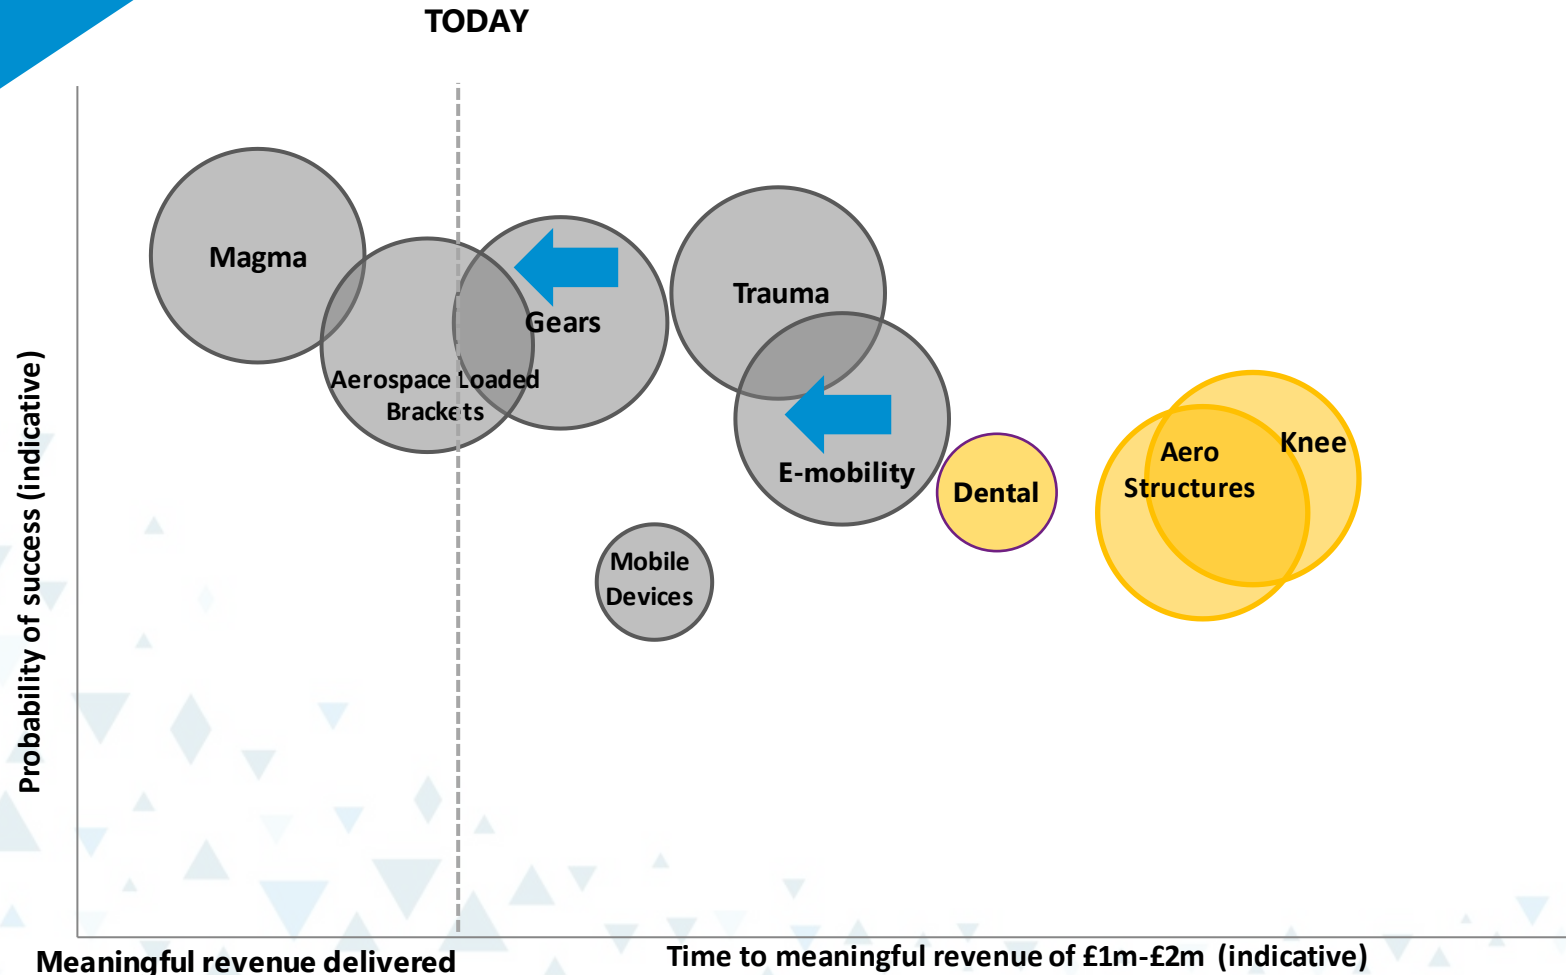 TODAY
Magma
Trauma
Gears
Aerospace Loaded
Brackets
Knee
Aero
Structures
E-mobility
Dental
Mobile
Devices
Probability of success (indicative)
Meaningful revenue delivered
Time to meaningful revenue of £1m-£2m (indicative)